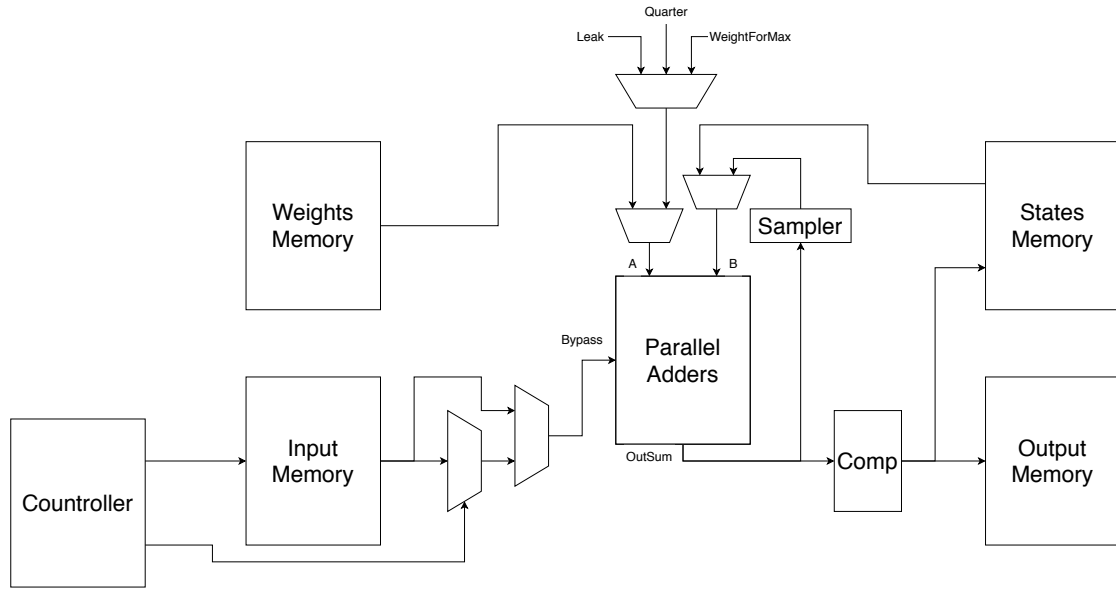 Quarter
Leak
WeightForMax
Weights
Memory
Sampler
States
Memory
A
B
Bypass
Parallel
Adders
Input
Memory
OutSum
Comp
Output
Memory
Countroller